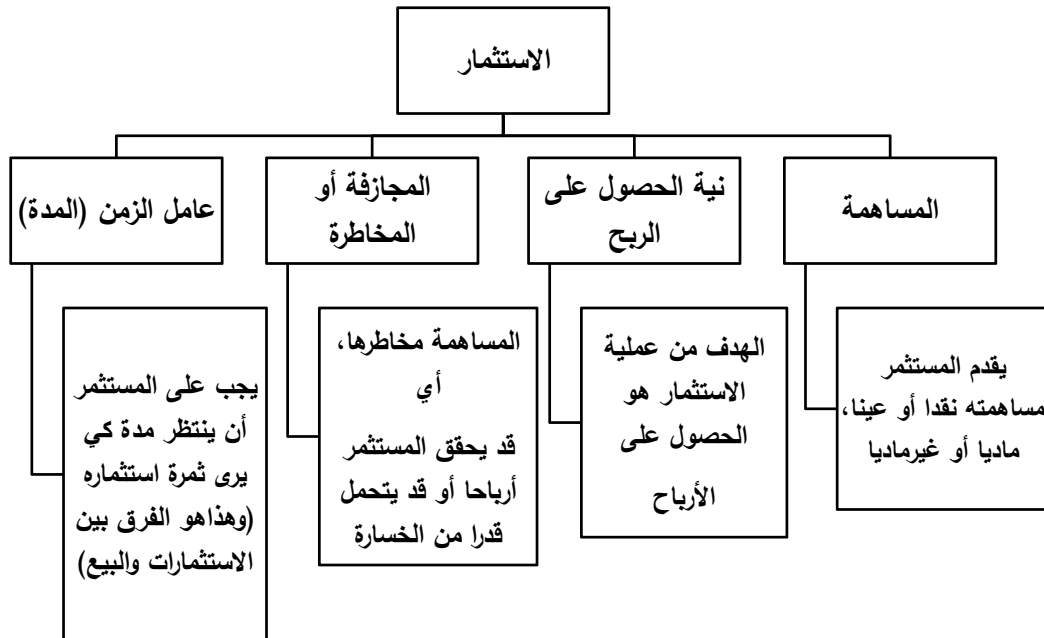 الاستثمار
المساهمة
نية الحصول على
الربح
المجازفة أو
المخاطرة
عامل الزمن (المدة)
يقدم المستثمر
مساهمته نقدا أو عينا،
ماديا أو غيرماديا
الهدف من عملية
الاستثمار هو
الحصول على
الأرباح
المساهمة مخاطرها،
أي
قد يحقق المستثمر
أرباحا أو قد يتحمل
قدرا من الخسارة
يجب على المستثمر
أن ينتظر مدة كي
يرى ثمرة استثماره
(وهذاهو الفرق بين
الاستثمارات والبيع)